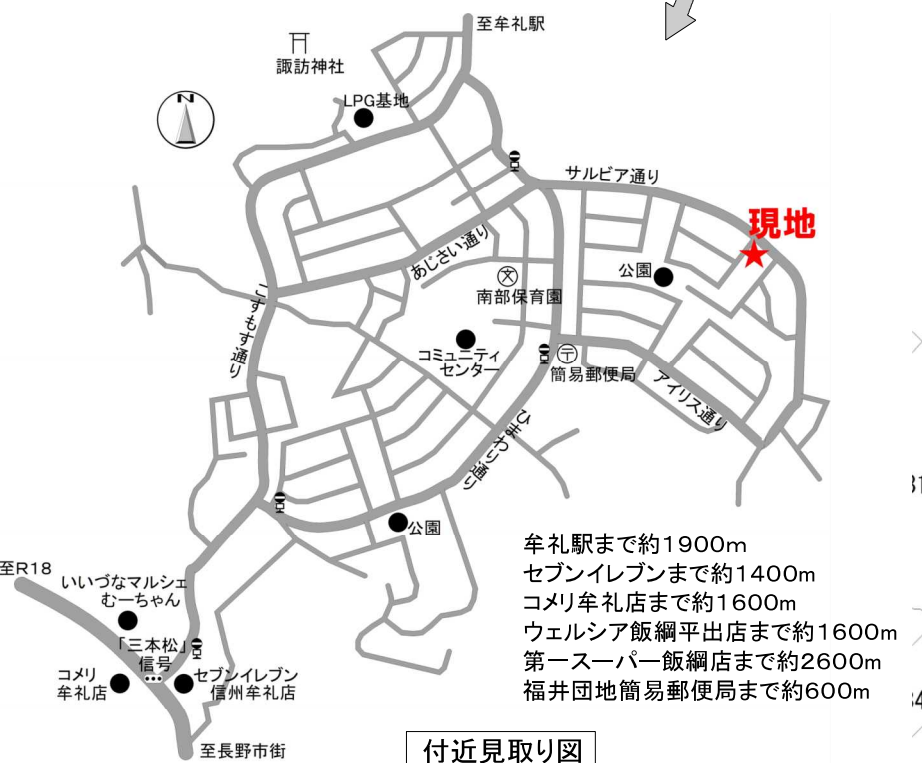 至牟礼駅
諏訪神社
LPG基地
N
サルビア通り
現地
あじさい通り
公園
文
南部保育園
こすもす通り
コミュニティ
センター
〒
簡易郵便局
アイリス通り
ひまわり通り
公園
牟礼駅まで約1900m
セブンイレブンまで約1400m
コメリ牟礼店まで約1600m
ウェルシア飯綱平出店まで約1600m
第一スーパー飯綱店まで約2600m
福井団地簡易郵便局まで約600m
至R18
いいづなマルシェ
むーちゃん
「三本松」
信号
コメリ
牟礼店
セブンイレブン
信州牟礼店
至長野市街
付近見取り図